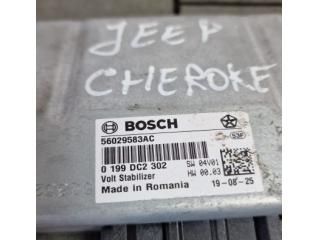 JEEP
CHEROKE
BOSCH
56029583AC
S3F
0 199 DC2 302
SW 04V01
HW 00.03
Volt Stabilizer
Made in Romania
19-08-25